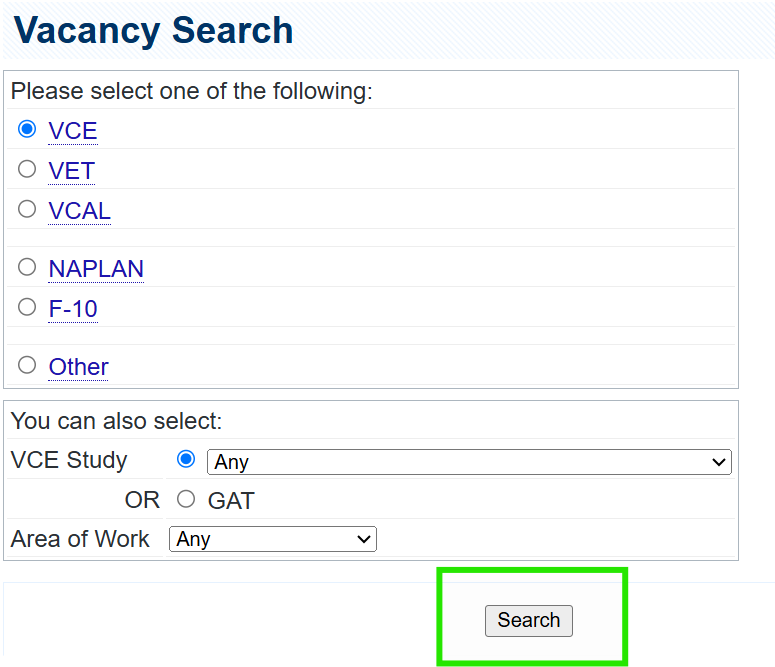 Vacancy Search
Please select one of the following:
VCE
VET
VCAL
NAPLAN
F-10
Other
You can also select:
VCE Study Any
OR GAT
Area of Work Any
Search